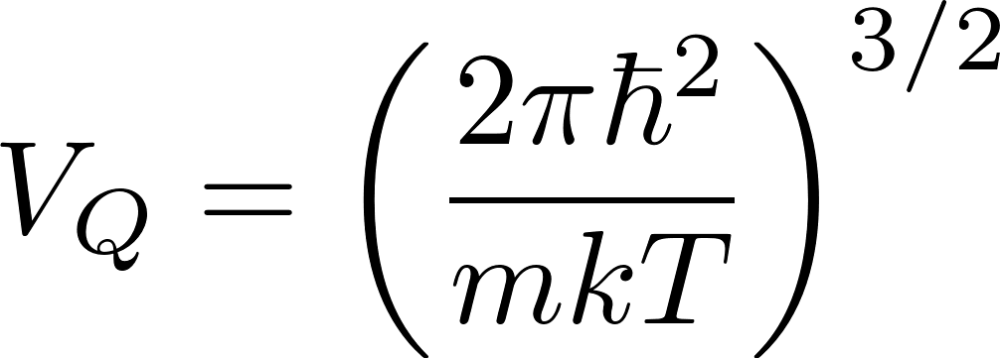 V_Q = \left( \frac{2\pi\hbar^2}{mkT} \right)^{3/2}